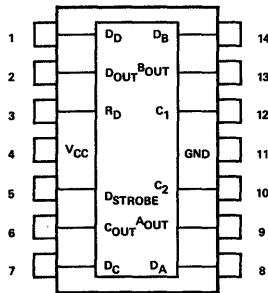 1 D_D D_B 14
2 D_OUT B_OUT 13
3 R_D C_1 12
4 V_CC GND 11
5 D_STROBE C_2 10
6 C_OUT A_OUT 9
7 D_C D_A 8